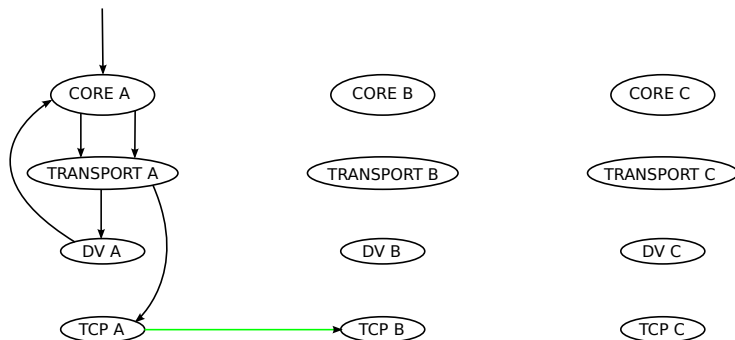 CORE A
CORE B
CORE C
TRANSPORT A
TRANSPORT B
TRANSPORT C
DV A
DV B
DV C
TCP A
TCP B
TCP C